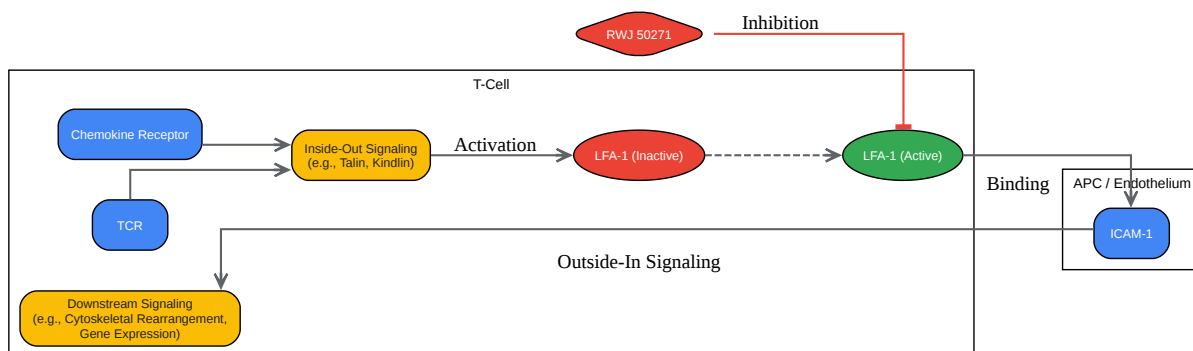 RWJ 50271
Inhibition
T-Cell
Chemokine Receptor
Inside-Out Signaling
(e.g., Talin, Kindlin)
Activation
LFA-1 (Inactive)
LFA-1 (Active)
Binding
APC / Endothelium
TCR
ICAM-1
Outside-In Signaling
Downstream Signaling
(e.g., Cytoskeletal Rearrangement,
Gene Expression)